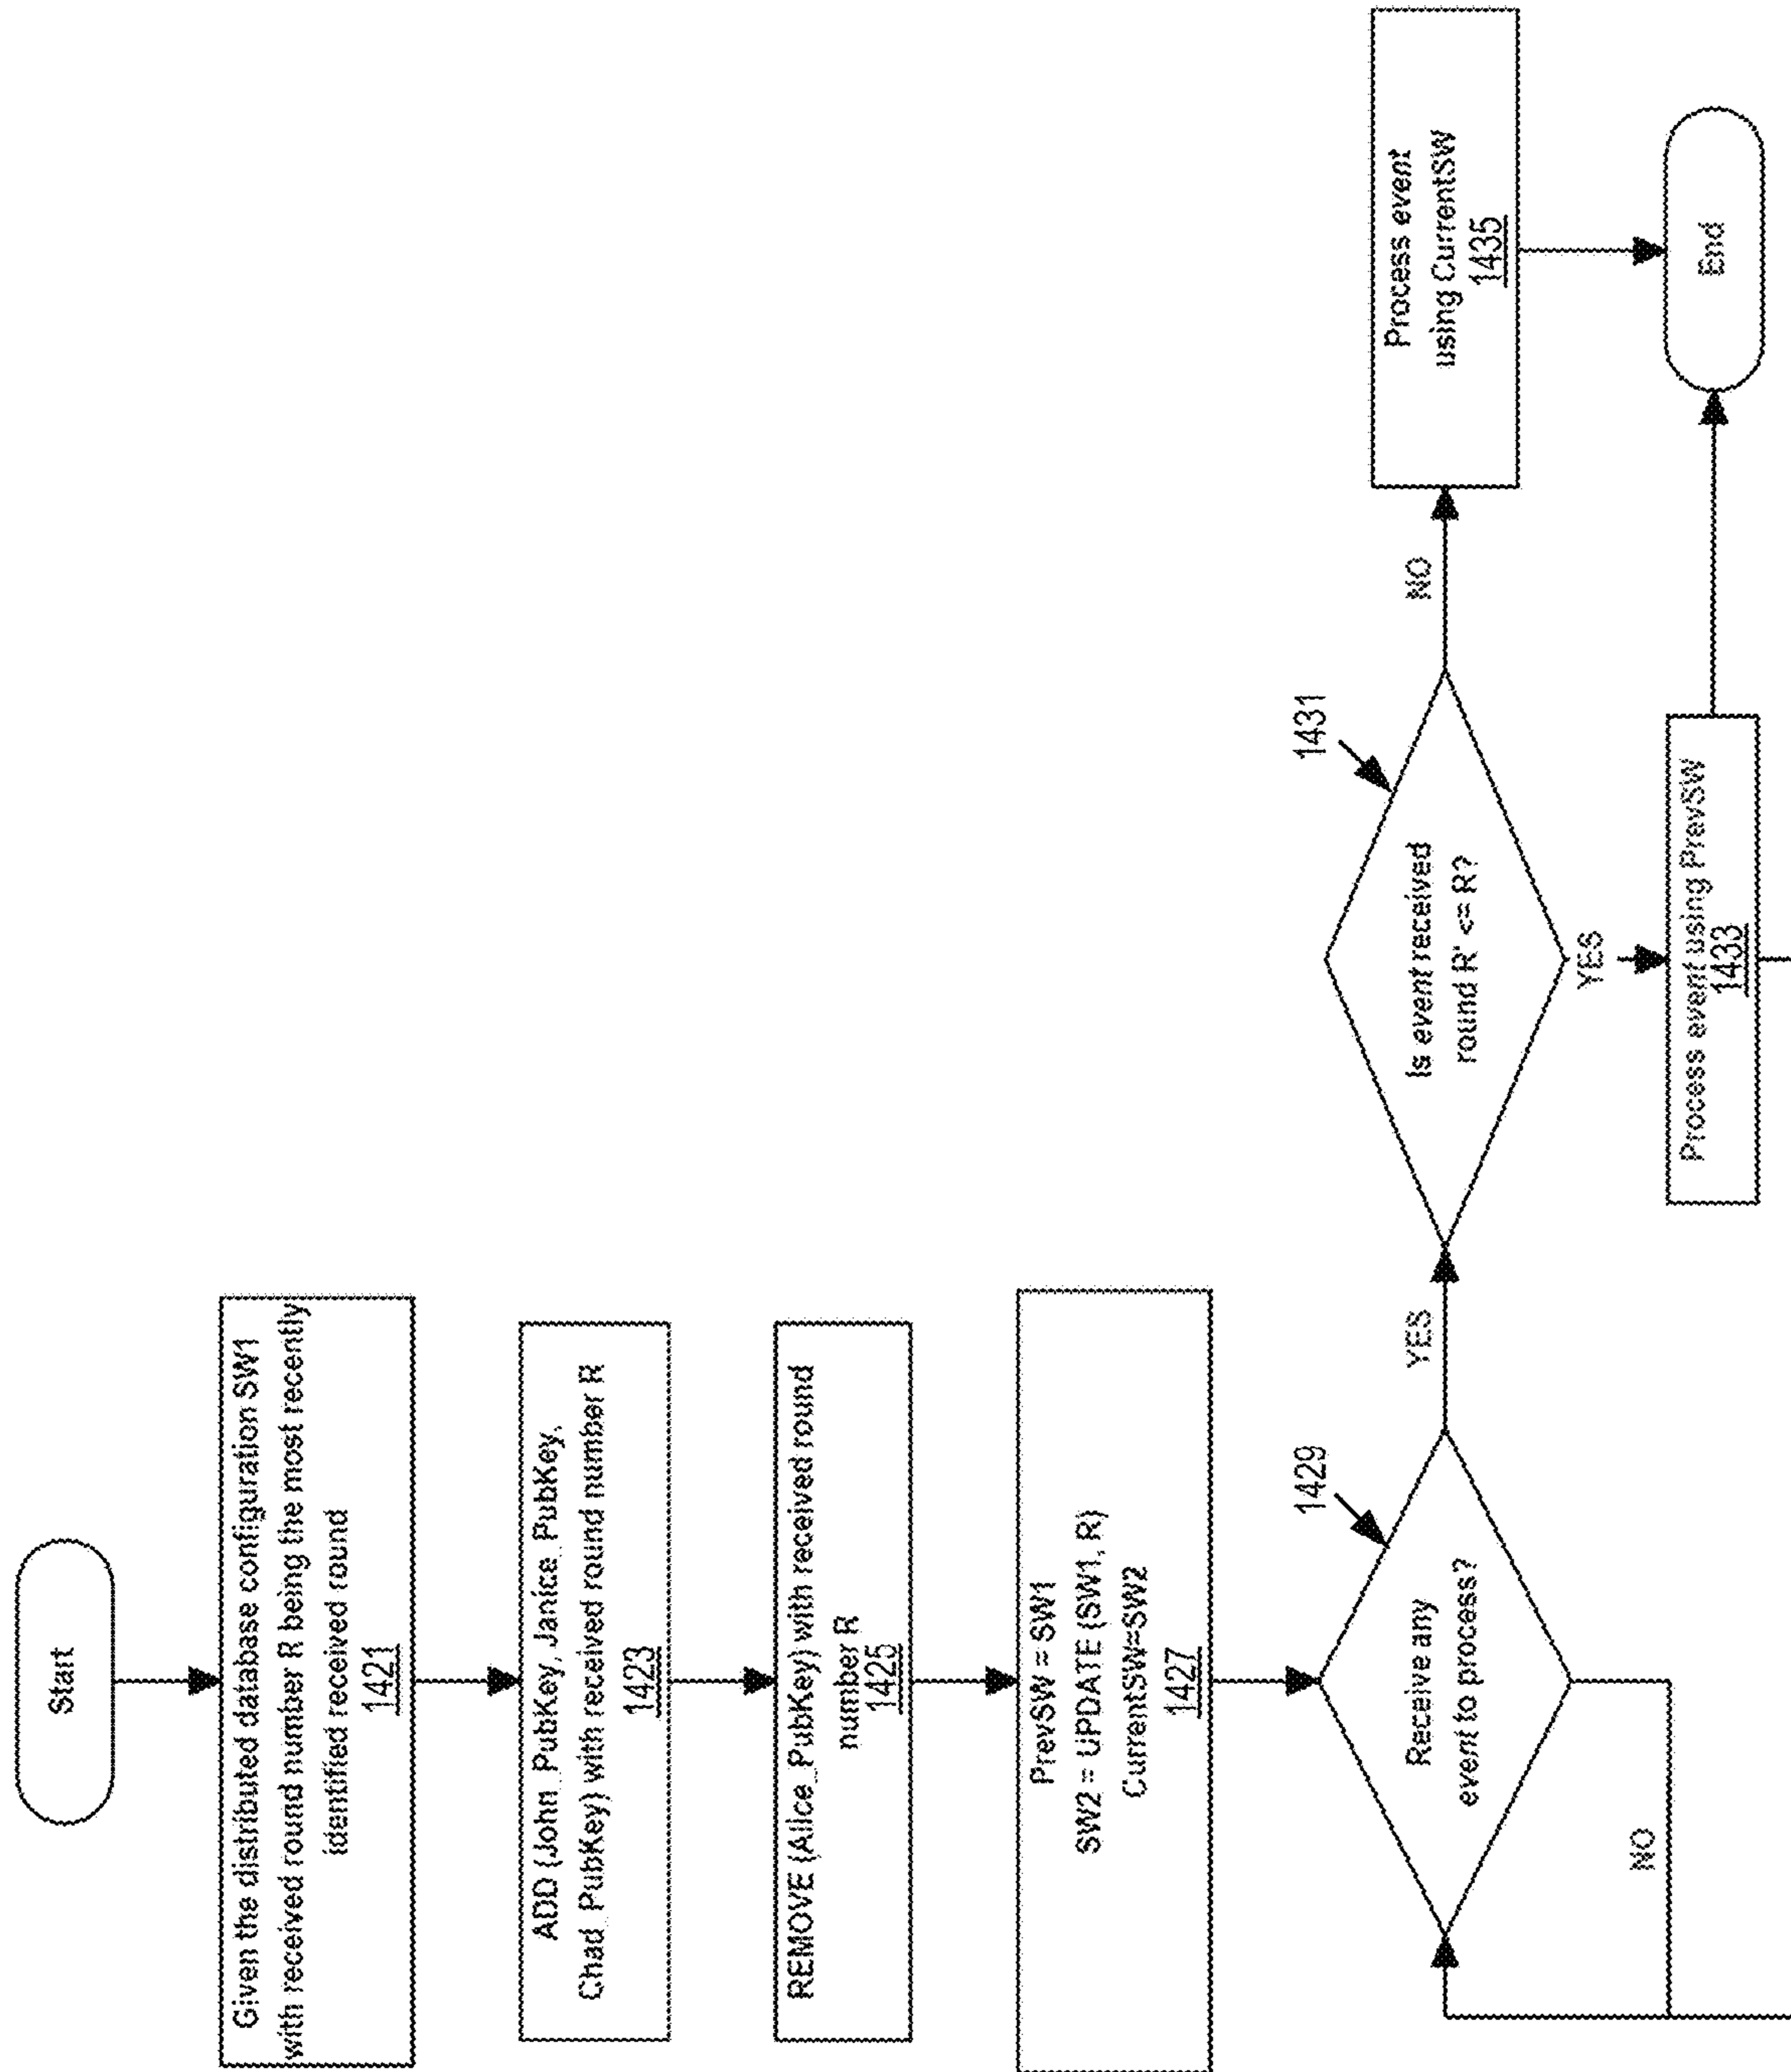 Start
Given the distributed database configuration SW1
with received round number R being the most recently
identified received round
1421
ADD (John_PubKey, Janice_PubKey,
Chad_PubKey) with received round number R
1423
REMOVE (Alice_PubKey) with received round
number R
1425
PrevSW = SW1
SW2 = UPDATE (SW1, R)
CurrentSW=SW2
1427
1429
Receive any
event to process?
NO
YES
1431
Is event received
round R' <= R?
YES
NO
Process event using PrevSW
1433
Process event
using CurrentSW
1435
End